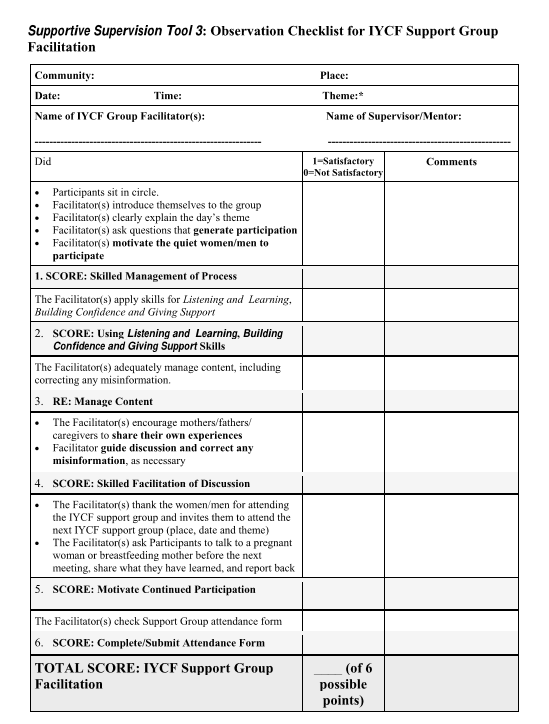 Supportive Supervision Tool 3: Observation Checklist for IYCF Support Group
Facilitation
Community: Place:
Date: Time: Theme:*
Name of IYCF Group Facilitator(s): Name of Supervisor/Mentor:
Did 1=Satisfactory Comments
0=Not Satisfactory
• Participants sit in circle.
• Facilitator(s) introduce themselves to the group
• Facilitator(s) clearly explain the day's theme
• Facilitator(s) ask questions that generate participation
• Facilitator(s) motivate the quiet women/men to
participate
1. SCORE: Skilled Management of Process
The Facilitator(s) apply skills for Listening and Learning,
Building Confidence and Giving Support
2. SCORE: Using Listening and Learning, Building
Confidence and Giving Support Skills
The Facilitator(s) adequately manage content, including
correcting any misinformation.
3. RE: Manage Content
• The Facilitator(s) encourage mothers/fathers/
caregivers to share their own experiences
• Facilitator guide discussion and correct any
misinformation, as necessary
4. SCORE: Skilled Facilitation of Discussion
• The Facilitator(s) thank the women/men for attending
the IYCF support group and invites them to attend the
next IYCF support group (place, date and theme)
• The Facilitator(s) ask Participants to talk to a pregnant
woman or breastfeeding mother before the next
meeting, share what they have learned, and report back
5. SCORE: Motivate Continued Participation
The Facilitator(s) check Support Group attendance form
6. SCORE: Complete/Submit Attendance Form
TOTAL SCORE: IYCF Support Group ____ (of 6
Facilitation possible
points)